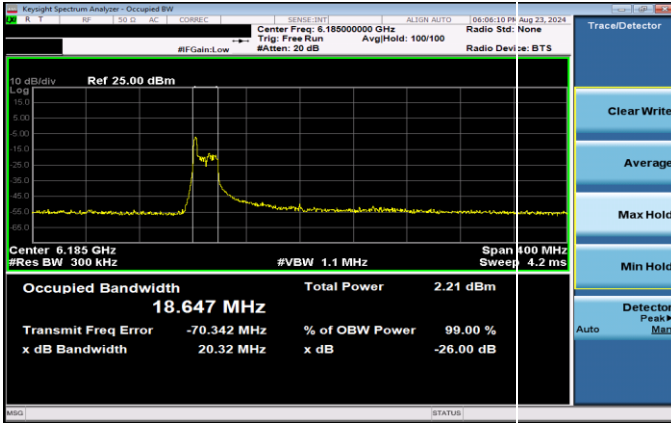 Keysight Spectrum Analyzer - Occupied BW
R T RF 50 Ω AC CORREC SENSE:INT ALIGN AUTO 06:06:10 PM Aug 23, 2024
Center Freq: 6.185000000 GHz Radio Std: None
Trig: Free Run Avg|Hold: 100/100
#IFGain:Low #Atten: 20 dB Radio Device: BTS
Trace/Detector
10 dB/div Ref 25.00 dBm
Log
15.0
5.00
-5.00
-15.0
-25.0
-35.0
-45.0
-55.0
-65.0
Center 6.185 GHz Span 400 MHz
#Res BW 300 kHz #VBW 1.1 MHz Sweep 4.2 ms
Occupied Bandwidth Total Power 2.21 dBm
18.647 MHz
Transmit Freq Error -70.342 MHz % of OBW Power 99.00 %
x dB Bandwidth 20.32 MHz x dB -26.00 dB
Clear Write
Average
Max Hold
Min Hold
Detector
Peak
Auto Man
MSG STATUS